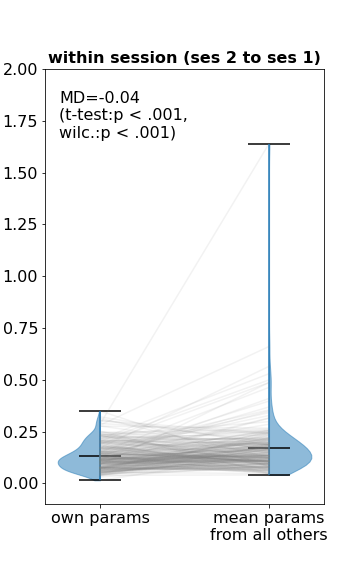 within session (ses 2 to ses 1)
2.00
MD=-0.04
(t-test:p < .001,
wilc.:p < .001)
1.75
1.50
1.25
1.00
0.75
0.50
0.25
0.00
own params
mean params
from all others